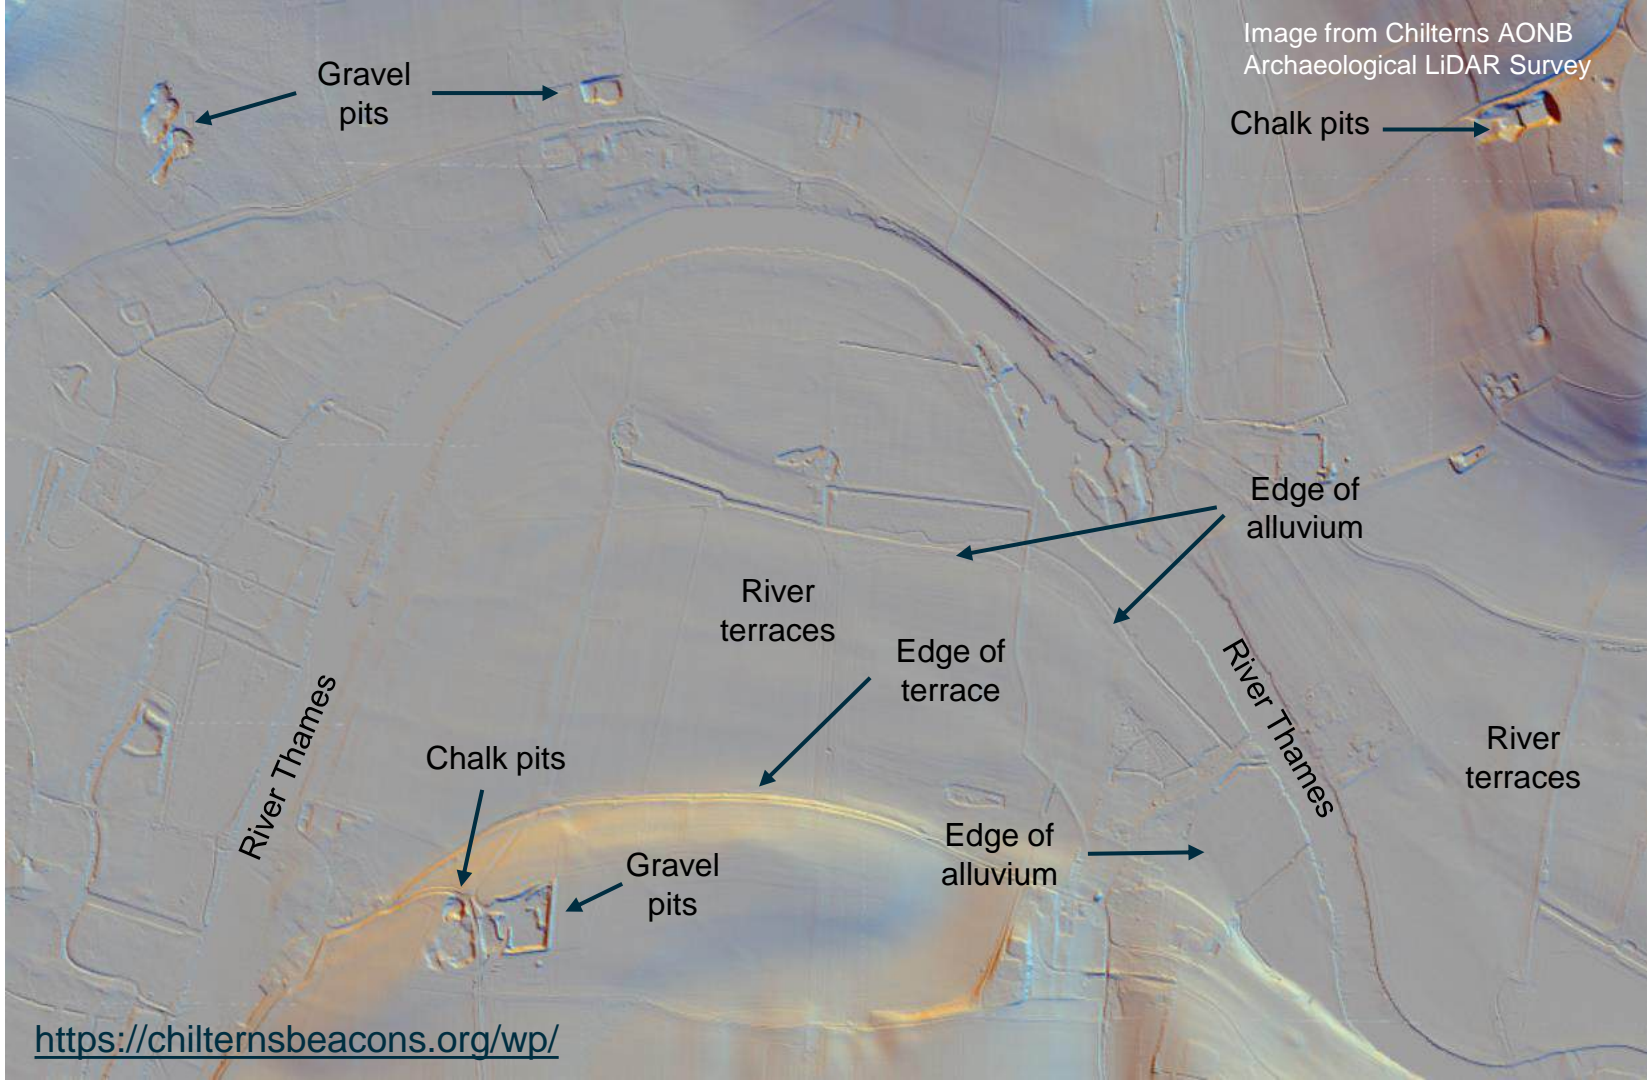 Image from Chilterns AONB
Archaeological LiDAR Survey
Gravel
pits
Chalk pits
Edge of
alluvium
River
terraces
Edge of
terrace
River Thames
River Thames
River
terraces
Chalk pits
Edge of
alluvium
Gravel
pits
https://chilternsbeacons.org/wp/